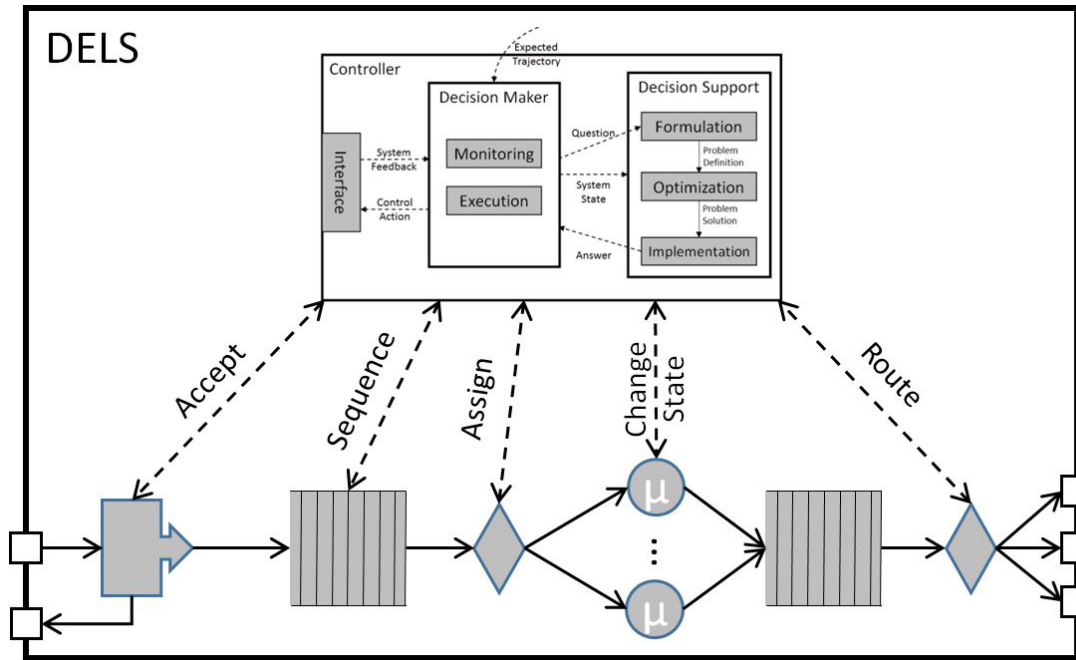 DELS
Expected
Trajectory
Controller
Decision Maker
Decision Support
Interface
System
Feedback
Control
Action
Monitoring
Execution
Question
System
State
Answer
Formulation
Problem
Definition
Optimization
Problem
Solution
Implementation
Accept
Sequence
Assign
Change
State
Route
μ
...
μ